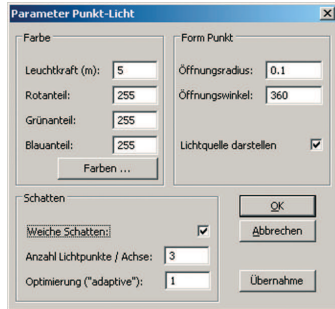 Parameter Punkt-Licht
Farbe
Leuchtkraft (m): 5
Rotanteil: 255
Grünanteil: 255
Blauanteil: 255
Farben ...
Form Punkt
Öffnungsradius: 0.1
Öffnungswinkel: 360
Lichtquelle darstellen
Schatten
Weiche Schatten:
Anzahl Lichtpunkte / Achse: 3
Optimierung ("adaptive"): 1
OK
Abbrechen
Übernahme